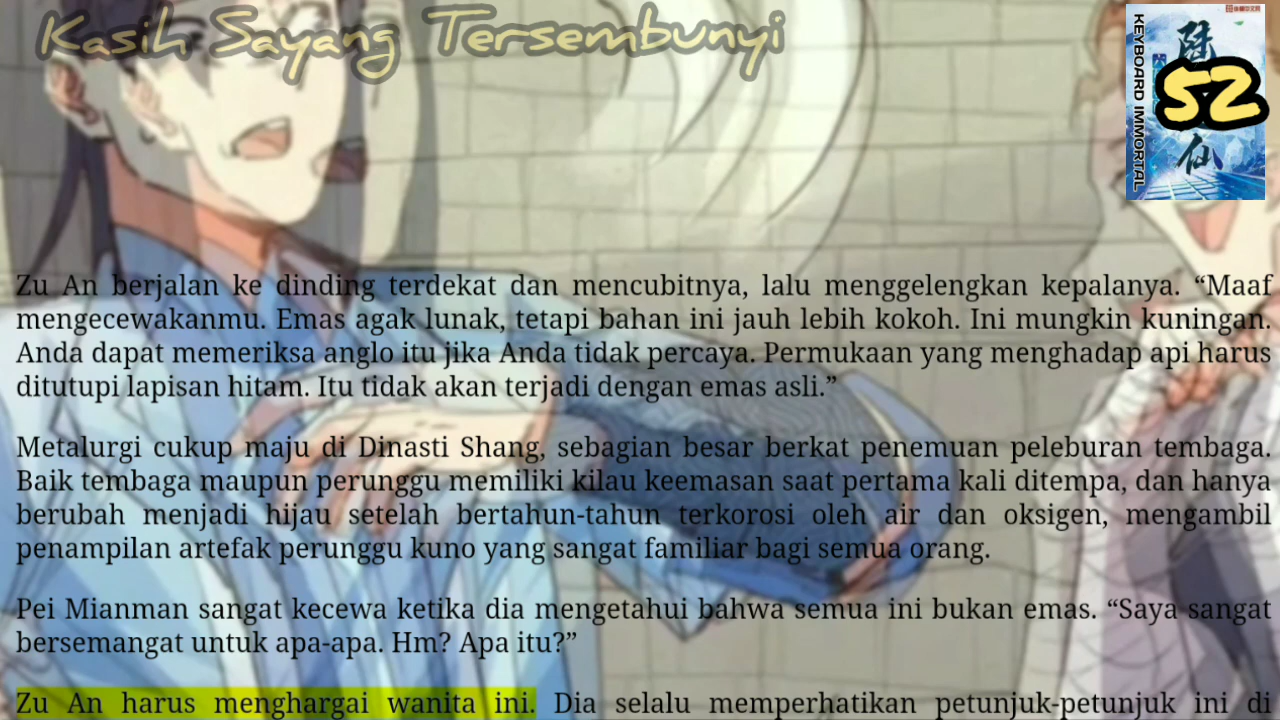 Kasih Sayang Tersembunyi
KEYBOARD IMMORTAL
陆
52
仙
Zu An berjalan ke dinding terdekat dan mencubitnya, lalu menggelengkan kepalanya. “Maaf
mengecewakanmu. Emas agak lunak, tetapi bahan ini jauh lebih kokoh. Ini mungkin kuningan.
Anda dapat memeriksa anglo itu jika Anda tidak percaya. Permukaan yang menghadap api harus
ditutupi lapisan hitam. Itu tidak akan terjadi dengan emas asli.”
Metalurgi cukup maju di Dinasti Shang, sebagian besar berkat penemuan peleburan tembaga.
Baik tembaga maupun perunggu memiliki kilau keemasan saat pertama kali ditempa, dan hanya
berubah menjadi hijau setelah bertahun-tahun terkorosi oleh air dan oksigen, mengambil
penampilan artefak perunggu kuno yang sangat familiar bagi semua orang.
Pei Mianman sangat kecewa ketika dia mengetahui bahwa semua ini bukan emas. “Saya sangat
bersemangat untuk apa-apa. Hm? Apa itu?”
Zu An harus menghargai wanita ini. Dia selalu memperhatikan petunjuk-petunjuk ini di